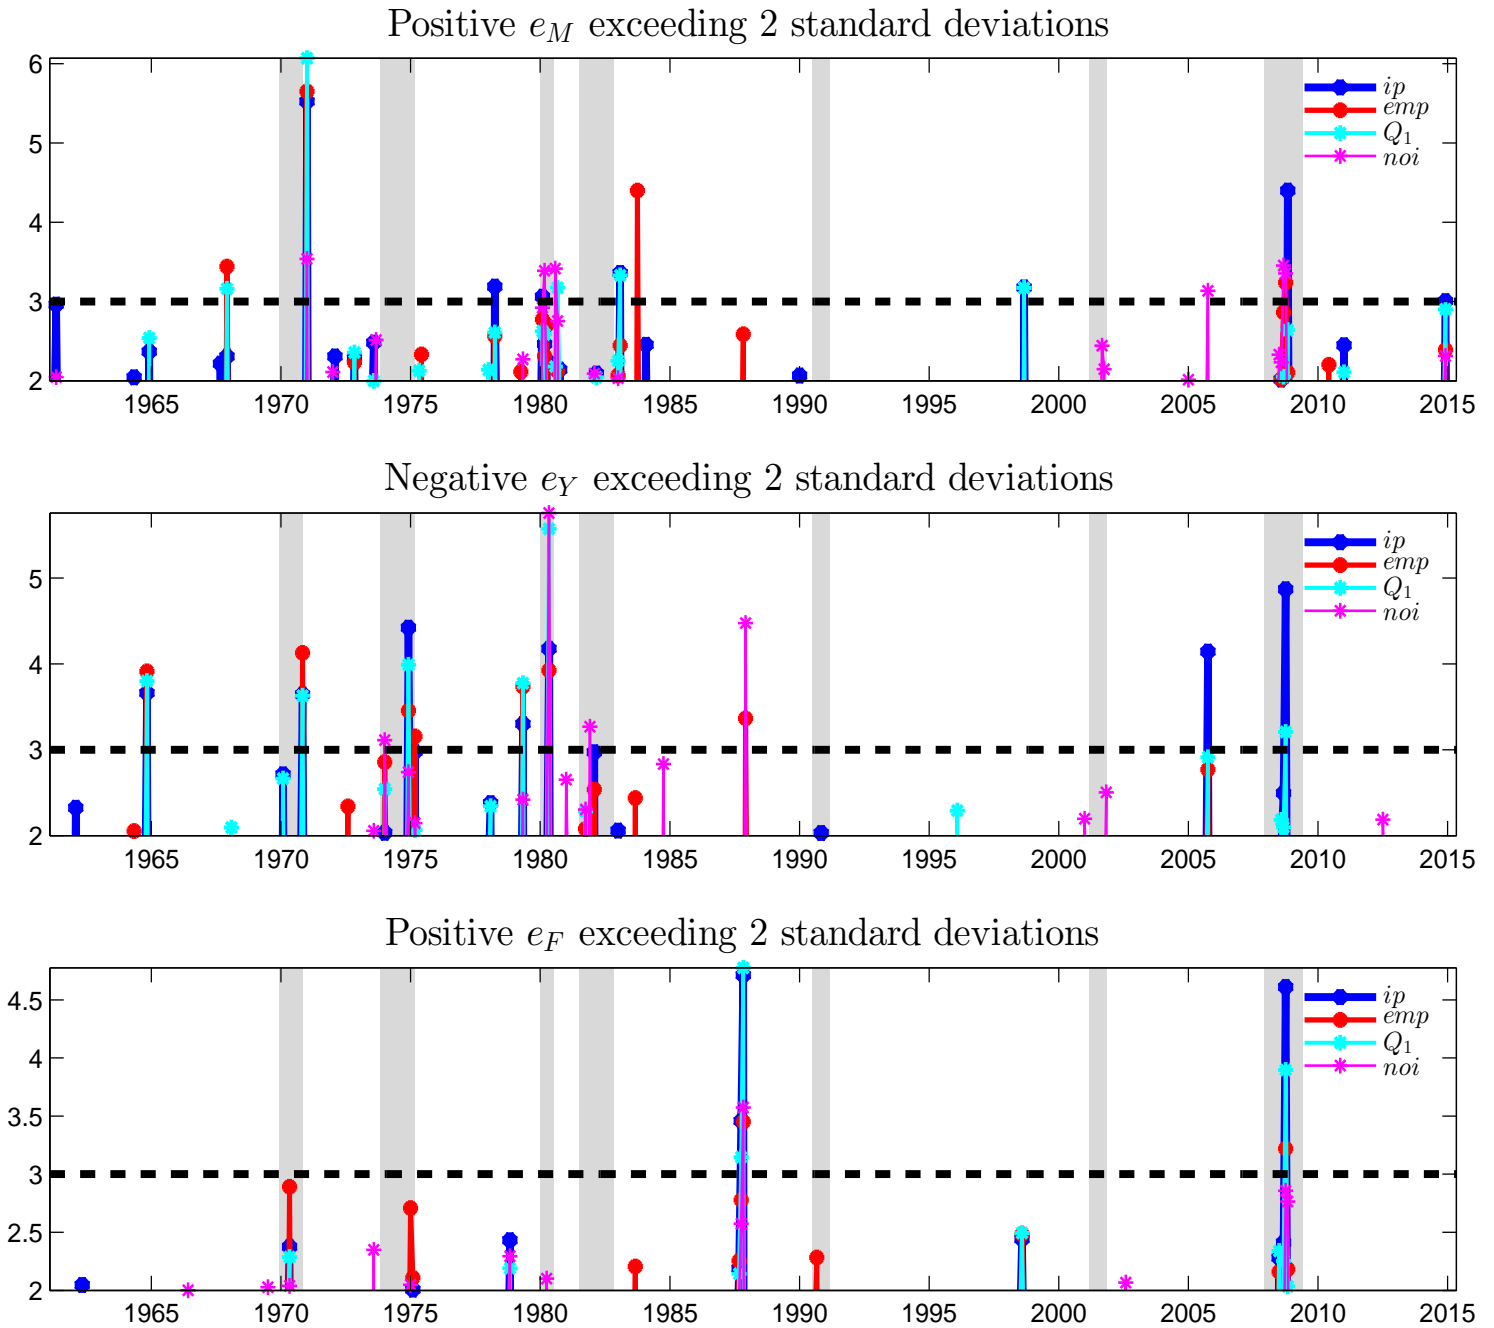 Positive e_M exceeding 2 standard deviations
6
5
4
3
2
ip
emp
Q_1
noi
1965 1970 1975 1980 1985 1990 1995 2000 2005 2010 2015
Negative e_Y exceeding 2 standard deviations
5
4
3
2
ip
emp
Q_1
noi
1965 1970 1975 1980 1985 1990 1995 2000 2005 2010 2015
Positive e_F exceeding 2 standard deviations
4.5
4
3.5
3
2.5
2
ip
emp
Q_1
noi
1965 1970 1975 1980 1985 1990 1995 2000 2005 2010 2015